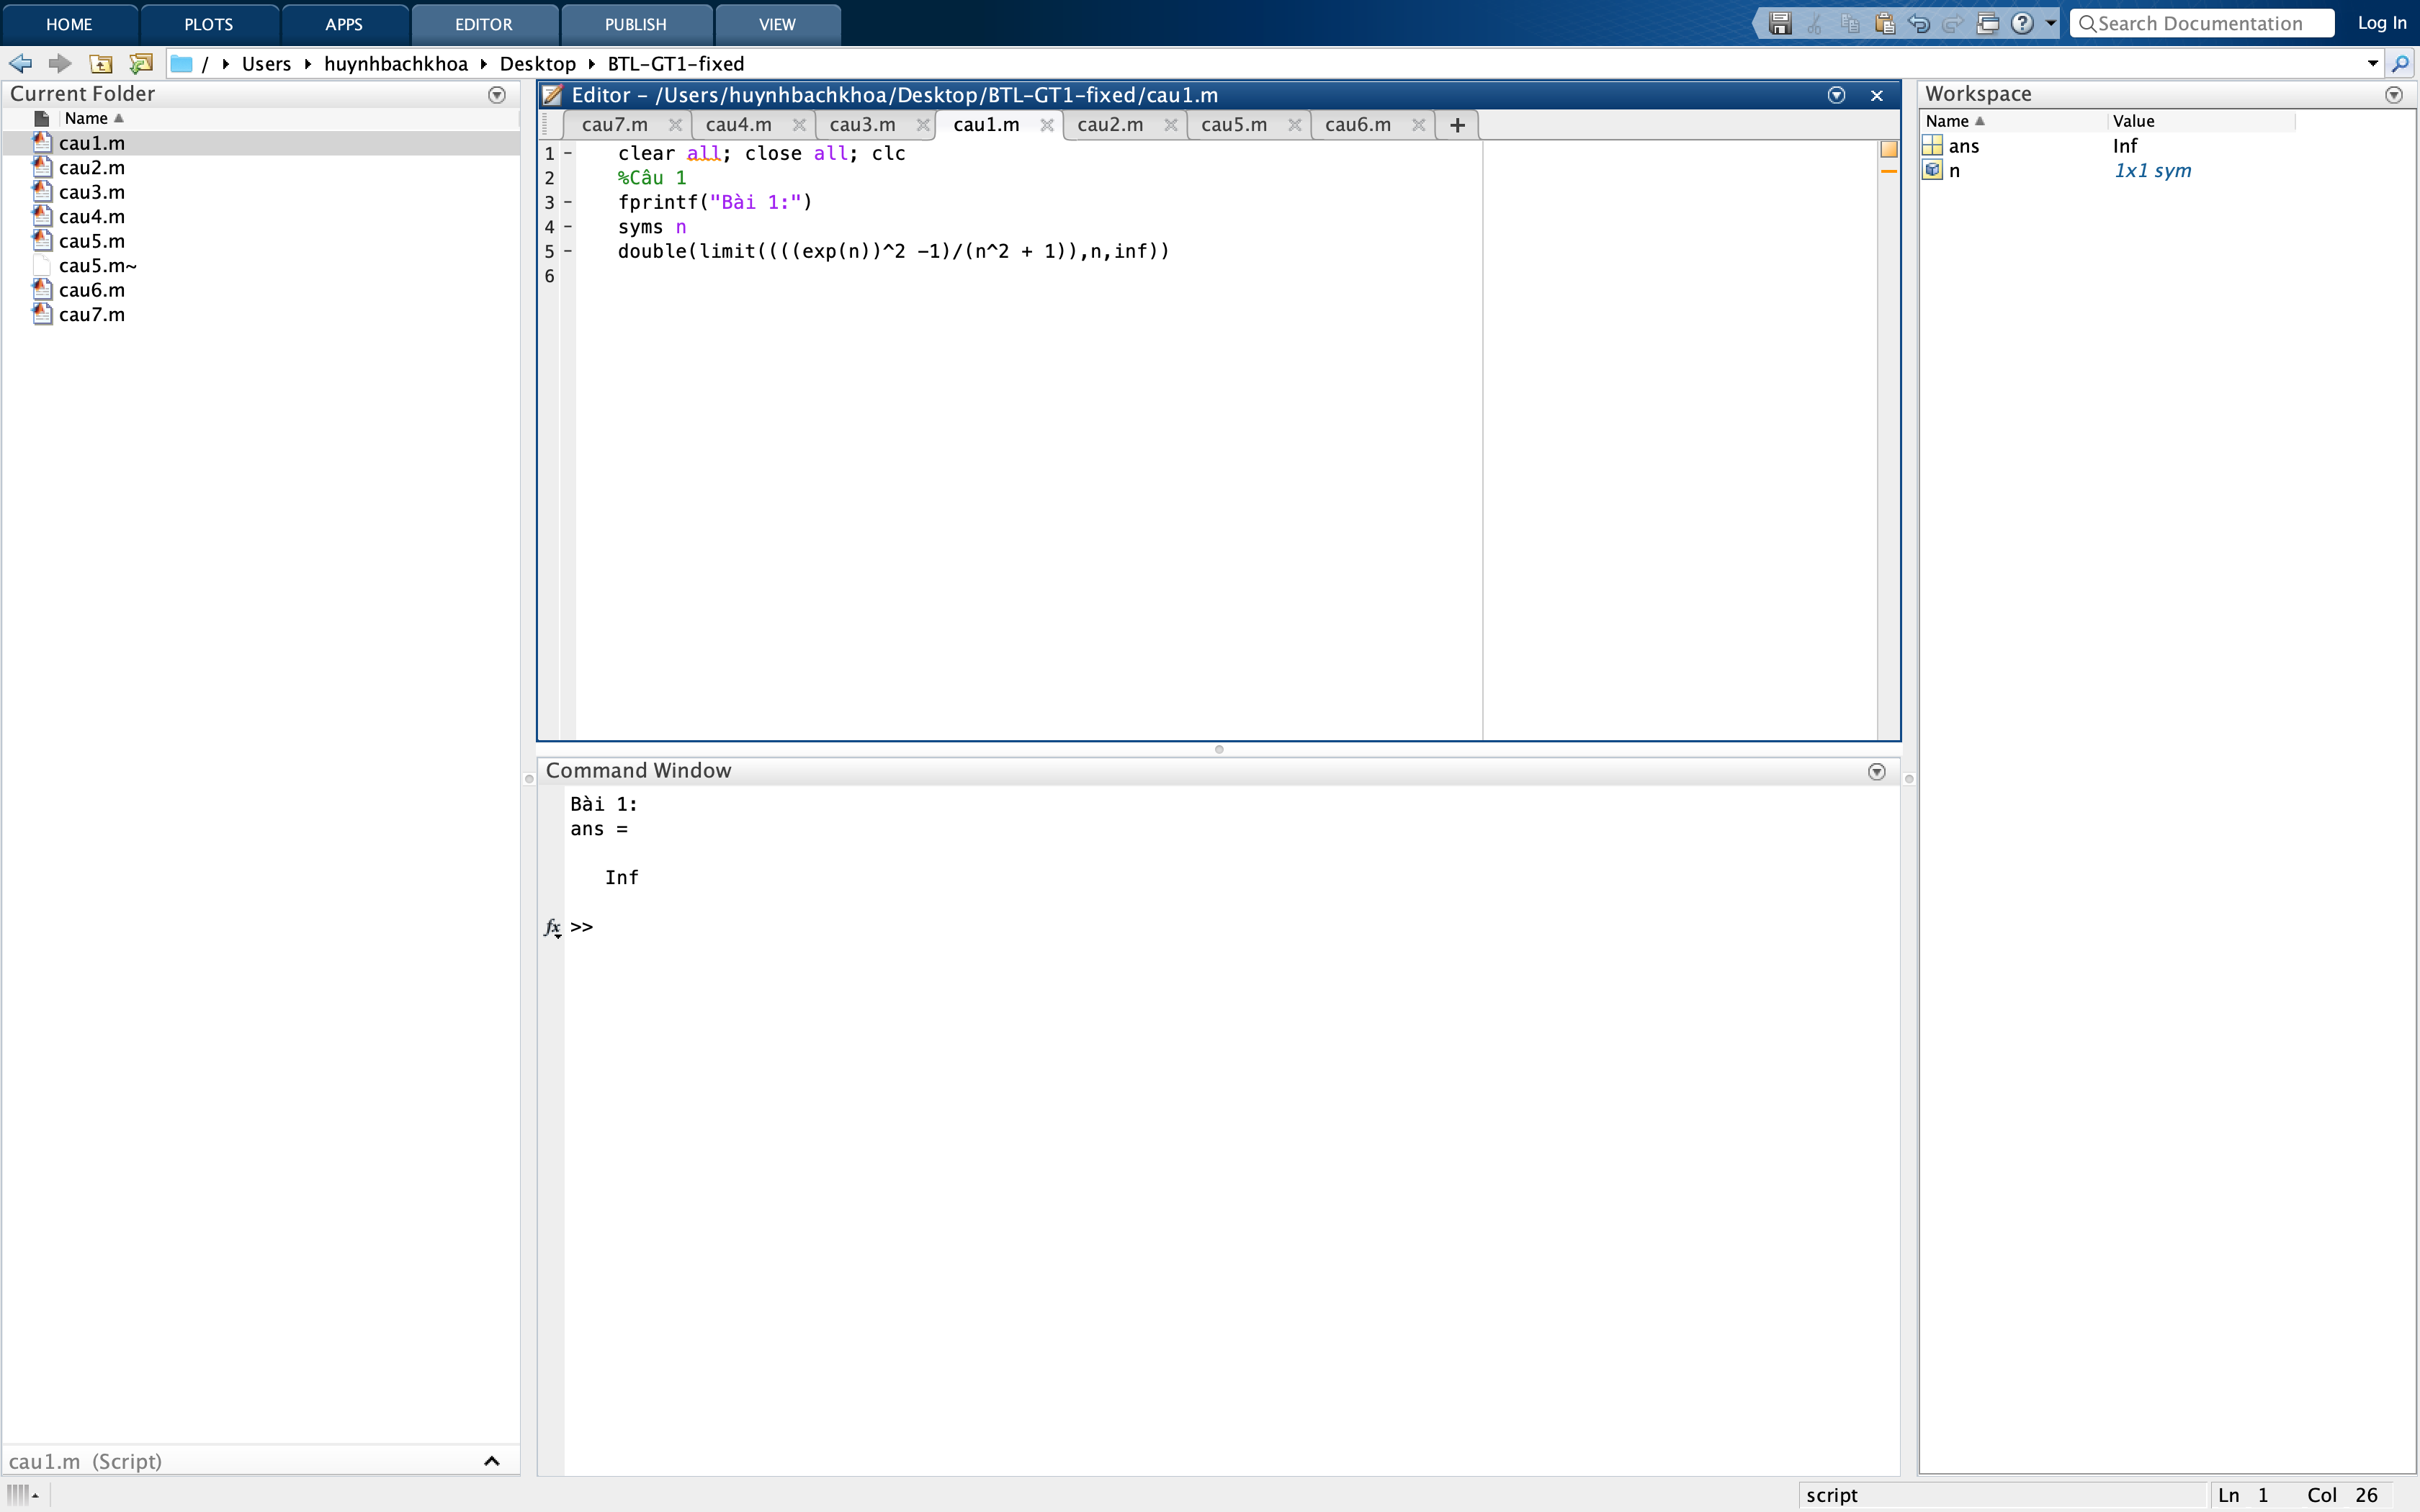 HOME PLOTS APPS EDITOR PUBLISH VIEW Search Documentation Log In
/ Users huynhbachkhoa Desktop BTL-GT1-fixed
Current Folder
Name
cau1.m
cau2.m
cau3.m
cau4.m
cau5.m
cau5.m~
cau6.m
cau7.m
cau1.m (Script)
Editor - /Users/huynhbachkhoa/Desktop/BTL-GT1-fixed/cau1.m
cau7.m cau4.m cau3.m cau1.m cau2.m cau5.m cau6.m +
1 - clear all; close all; clc
2 %Câu 1
3 - fprintf("Bài 1:")
4 - syms n
5 - double(limit((((exp(n))^2 -1)/(n^2 + 1)),n,inf))
6
Command Window
Bài 1:
ans =
Inf
fx >>
Workspace
Name Value
ans Inf
n 1x1 sym
script Ln 1 Col 26